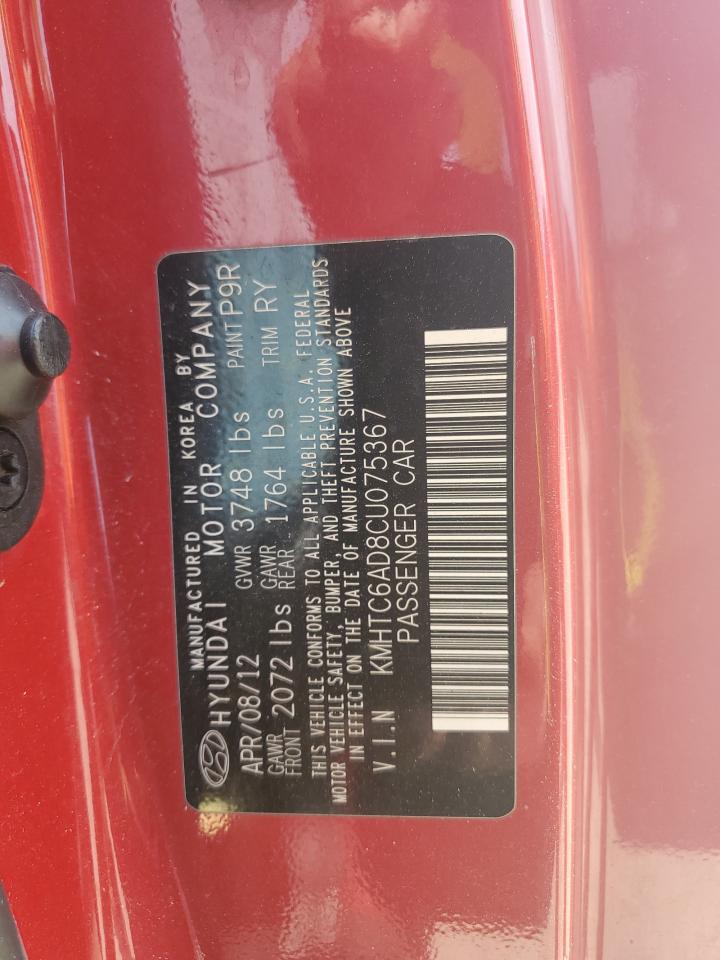 MANUFACTURED IN KOREA BY
HYUNDAI MOTOR COMPANY
APR/08/12 GVWR 3748 lbs PAINT P9R
GAWR FRONT 2072 lbs GAWR REAR 1764 lbs TRIM RY
THIS VEHICLE CONFORMS TO ALL APPLICABLE U.S.A. FEDERAL
MOTOR VEHICLE SAFETY, BUMPER, AND THEFT PREVENTION STANDARDS
IN EFFECT ON THE DATE OF MANUFACTURE SHOWN ABOVE
V.I.N KMHTC6AD8CU075367
PASSENGER CAR